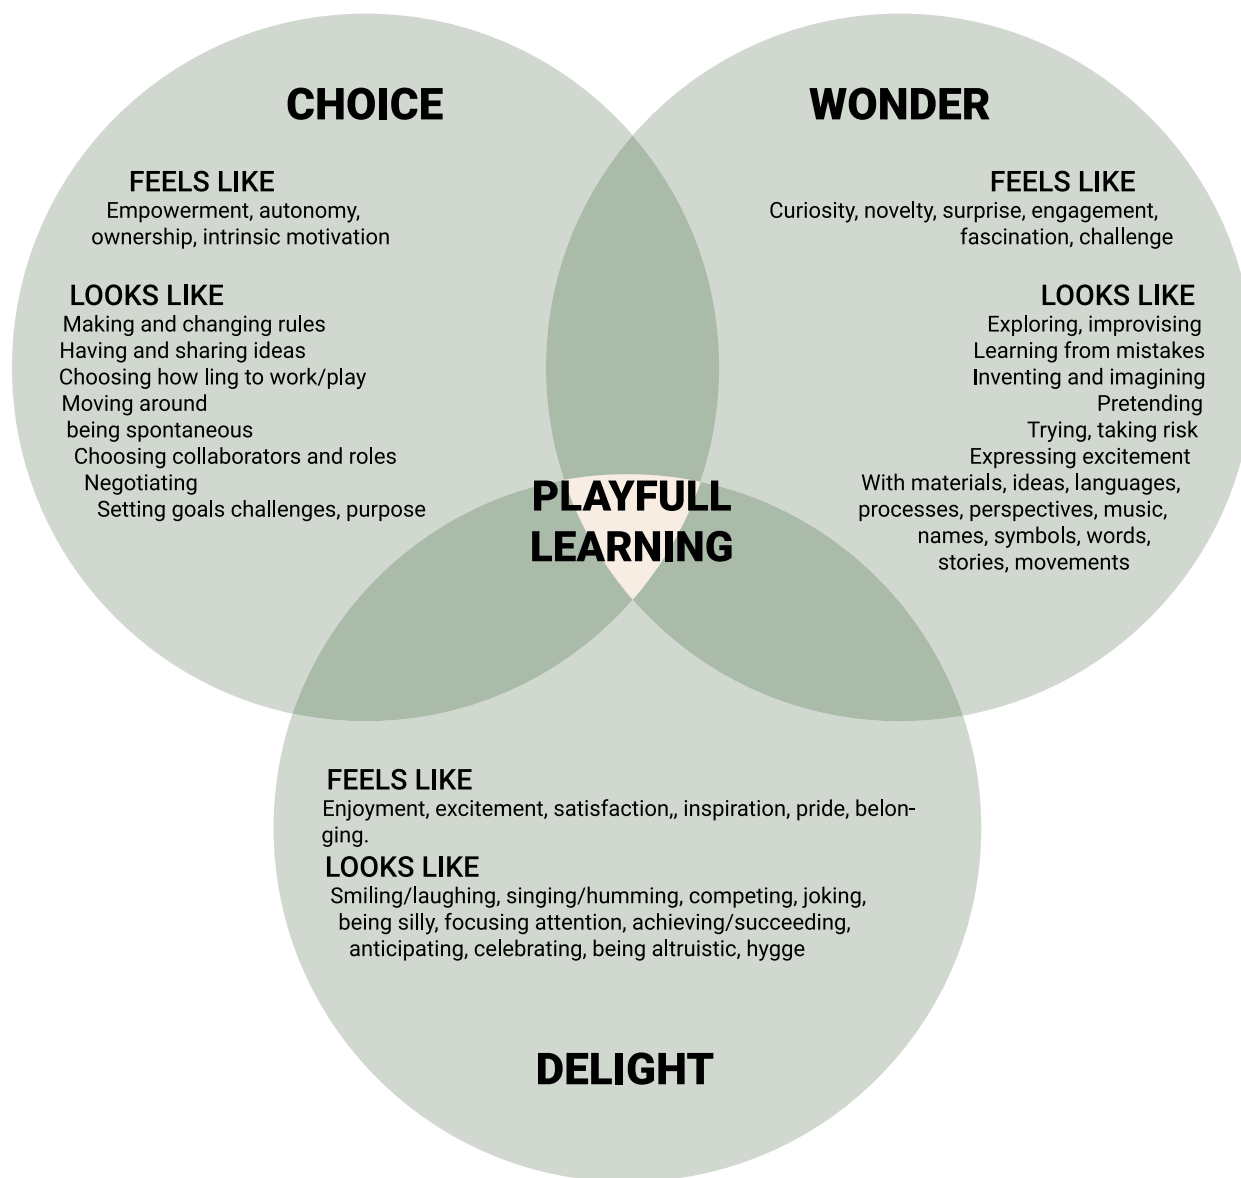 CHOICE
FEELS LIKE
Empowerment, autonomy,
ownership, intrinsic motivation
LOOKS LIKE
Making and changing rules
Having and sharing ideas
Choosing how ling to work/play
Moving around
being spontaneous
Choosing collaborators and roles
Negotiating
Setting goals challenges, purpose
WONDER
FEELS LIKE
Curiosity, novelty, surprise, engagement,
fascination, challenge
LOOKS LIKE
Exploring, improvising
Learning from mistakes
Inventing and imagining
Pretending
Trying, taking risk
Expressing excitement
With materials, ideas, languages,
processes, perspectives, music,
names, symbols, words,
stories, movements
PLAYFULL
LEARNING
FEELS LIKE
Enjoyment, excitement, satisfaction,, inspiration, pride, belon-
ging.
LOOKS LIKE
Smiling/laughing, singing/humming, competing, joking,
being silly, focusing attention, achieving/succeeding,
anticipating, celebrating, being altruistic, hygge
DELIGHT